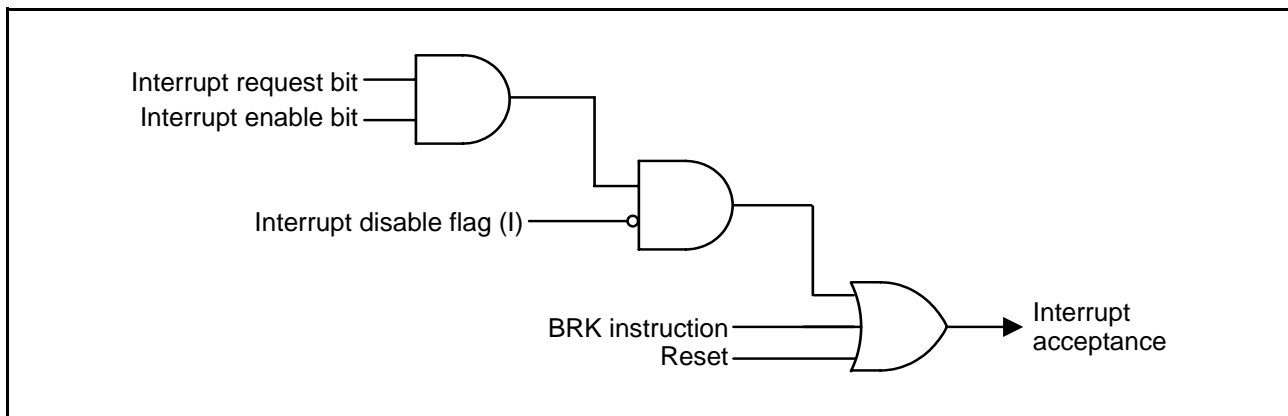 Interrupt request bit
Interrupt enable bit
Interrupt disable flag (I)
BRK instruction
Reset
Interrupt
acceptance